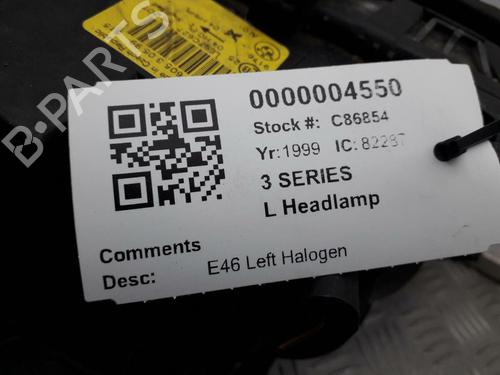 B-PARTS
0000004550
Stock #: C86854
Yr:1999 IC:82287
3 SERIES
L Headlamp
Comments
Desc: E46 Left Halogen